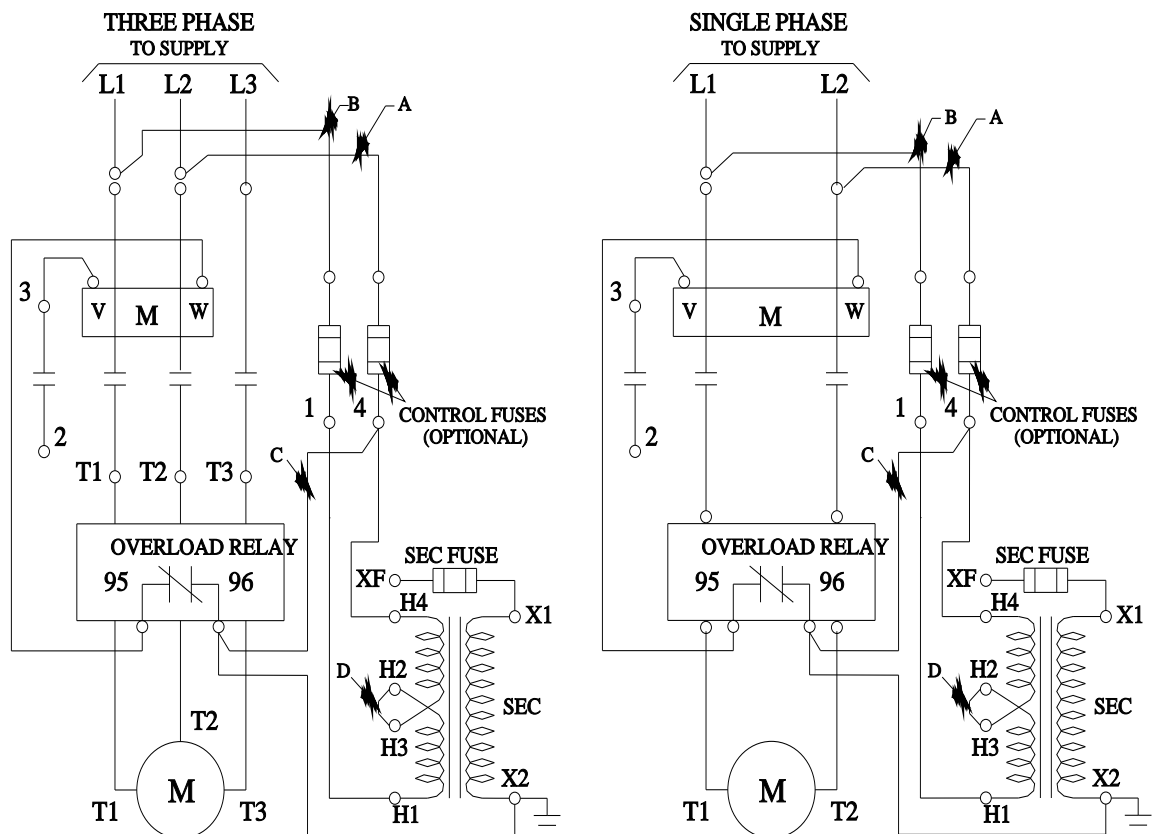 THREE PHASE
TO SUPPLY
L1 L2 L3
B A
3
V M W
2
1 4
CONTROL FUSES
(OPTIONAL)
C
T1 T2 T3
OVERLOAD RELAY
95 96
SEC FUSE
XF
H4 X1
D H2
SEC
H3
T2
X2
T1 M T3
H1
SINGLE PHASE
TO SUPPLY
L1 L2
B A
3
V M W
2
1 4
CONTROL FUSES
(OPTIONAL)
C
OVERLOAD RELAY
95 96
SEC FUSE
XF
H4 X1
D H2
SEC
H3
X2
T1 M T2
H1